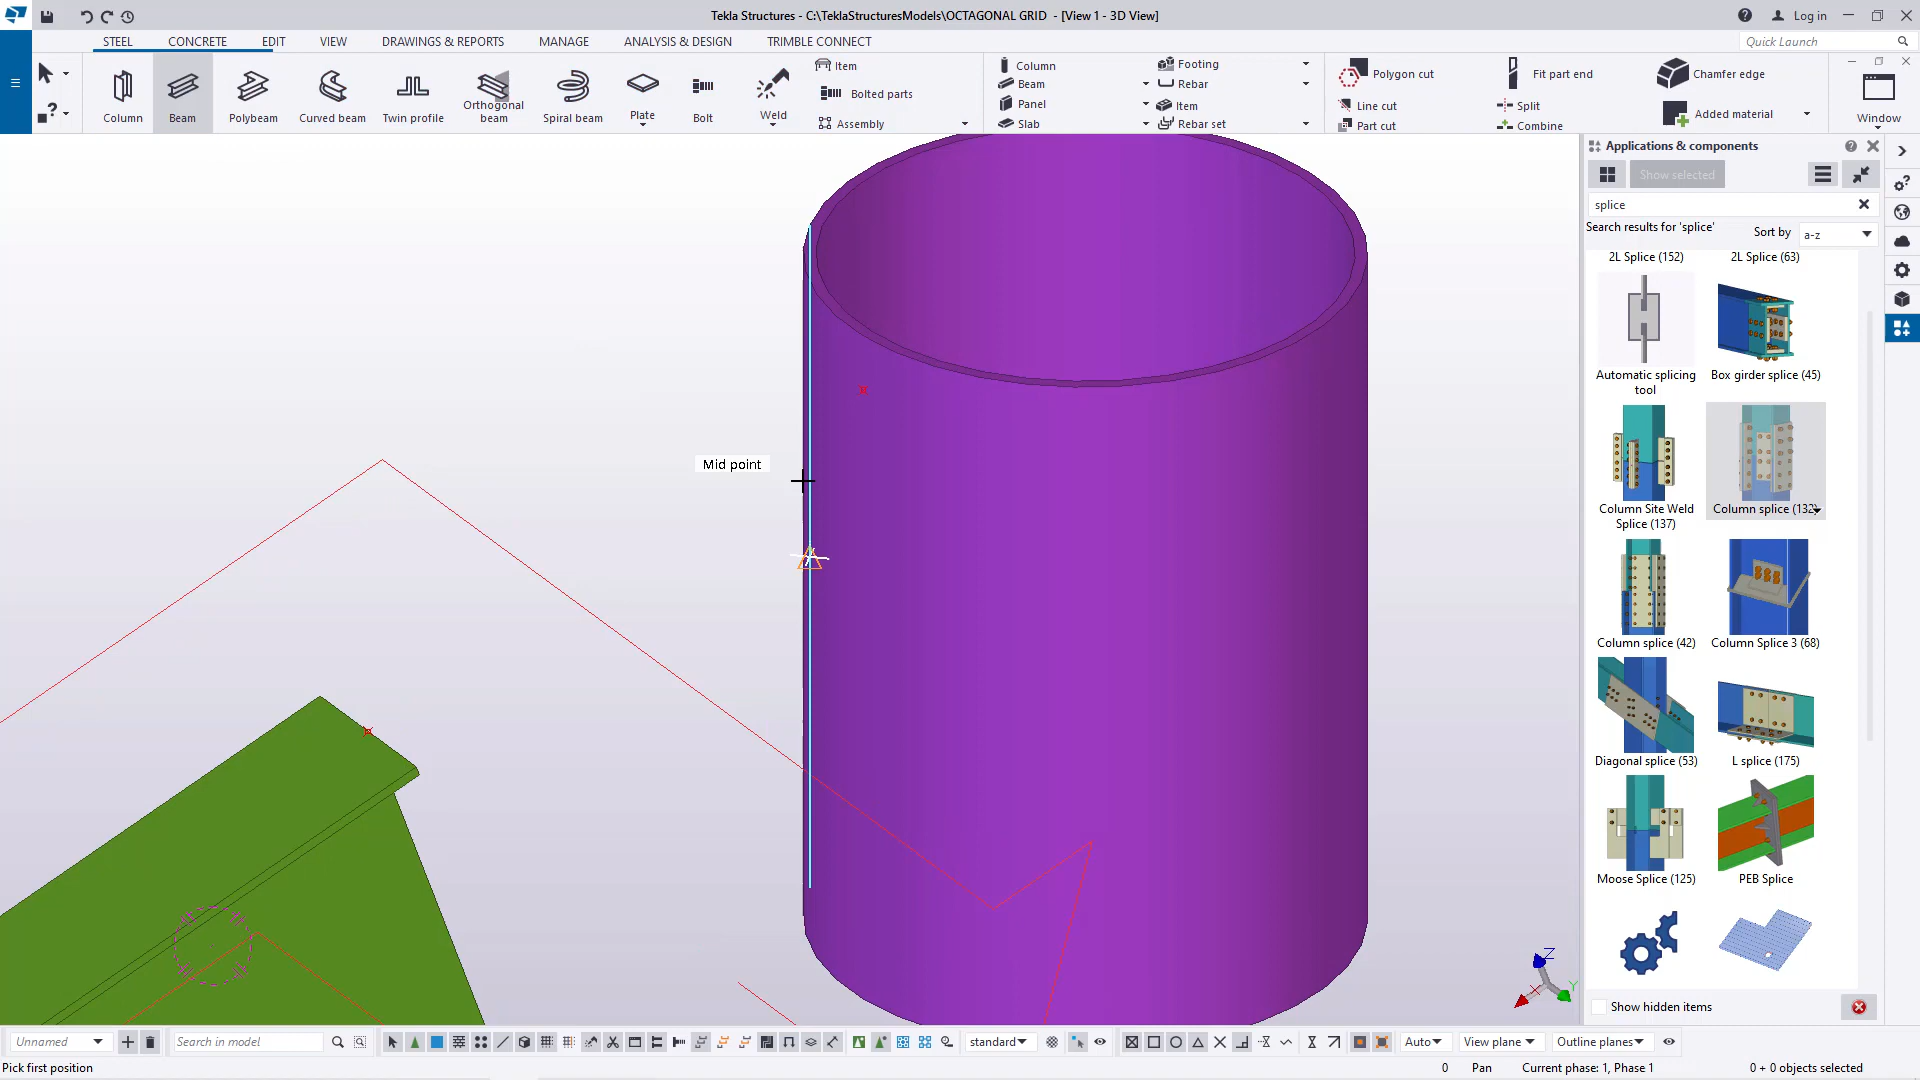 Tekla Structures - C:\TeklaStructuresModels\OCTAGONAL GRID - [View 1 - 3D View]
Log in
STEEL
CONCRETE
EDIT
VIEW
DRAWINGS & REPORTS
MANAGE
ANALYSIS & DESIGN
TRIMBLE CONNECT
Quick Launch
Column
Beam
Polybeam
Curved beam
Twin profile
Orthogonal
beam
Spiral beam
Plate
Bolt
Weld
Item
Bolted parts
Assembly
Column
Beam
Panel
Slab
Footing
Rebar
Item
Rebar set
Polygon cut
Line cut
Part cut
Fit part end
Split
Combine
Chamfer edge
Added material
Window
Mid point
Applications & components
Show selected
splice
Search results for 'splice'
Sort by
a-z
2L Splice (152)
2L Splice (63)
Automatic splicing
tool
Box girder splice (45)
Column Site Weld
Splice (137)
Column splice (132)
Column splice (42)
Column Splice 3 (68)
Diagonal splice (53)
L splice (175)
Moose Splice (125)
PEB Splice
Show hidden items
Z
Y
Unnamed
Search in model
standard
Auto
View plane
Outline planes
Pick first position
0
Pan
Current phase: 1, Phase 1
0 + 0 objects selected